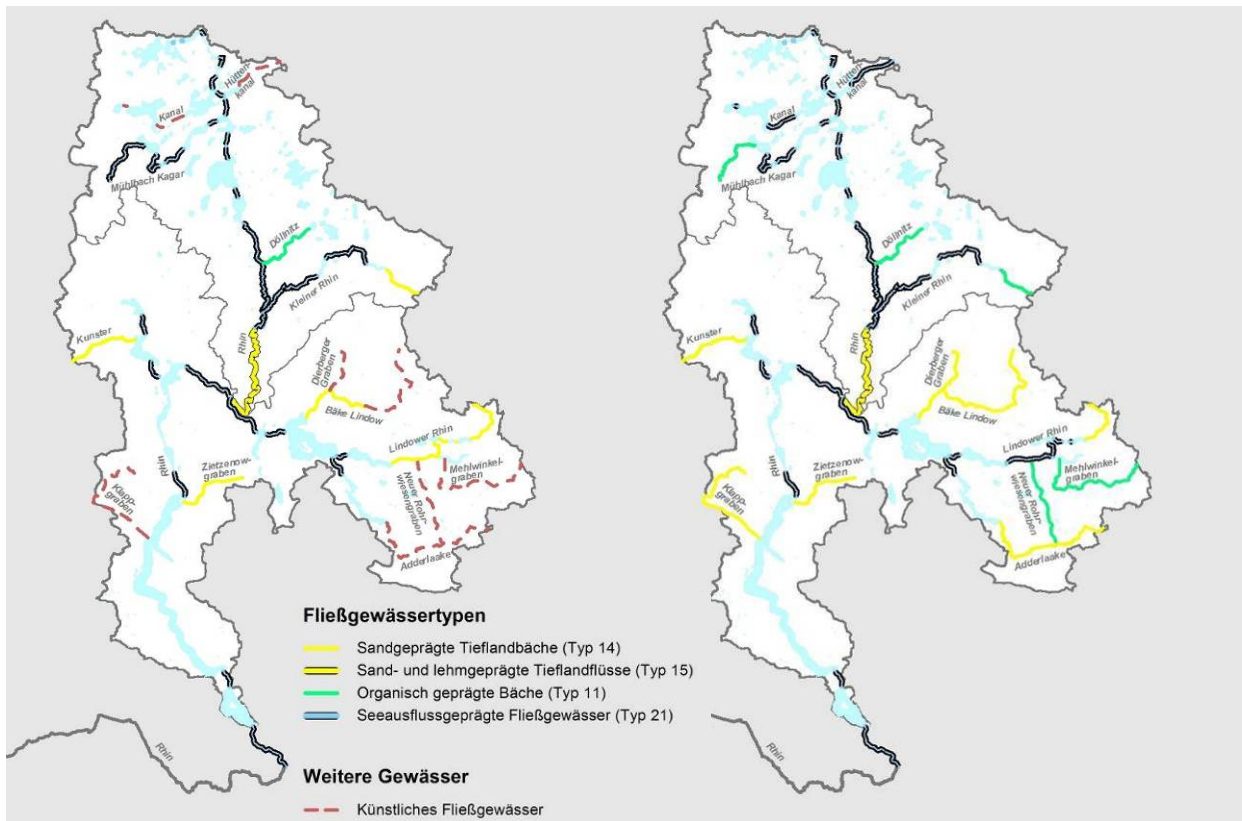 Hütten-
kanal
Kanal
Mühlbach Kagar
Döllnitz
Kleiner Rhin
Kunster
Rhin
Dierberger
Graben
Bäke Lindow
Lindower Rhin
Rhin
Zietzenow-
graben
Mehlwinkel-
graben
Klapp-
graben
Neuer Rohr-
wiesengraben
Adderlaake
Rhin
Hütten-
kanal
Kanal
Mühlbach Kagar
Döllnitz
Kleiner Rhin
Kunster
Rhin
Dierberger
Graben
Bäke Lindow
Lindower Rhin
Rhin
Zietzenow-
graben
Mehlwinkel-
graben
Klapp-
graben
Neuer Rohr-
wiesengraben
Adderlaake
Rhin
Fließgewässertypen
Sandgeprägte Tieflandbäche (Typ 14)
Sand- und lehmgeprägte Tieflandflüsse (Typ 15)
Organisch geprägte Bäche (Typ 11)
Seeausflussgeprägte Fließgewässer (Typ 21)
Weitere Gewässer
Künstliches Fließgewässer